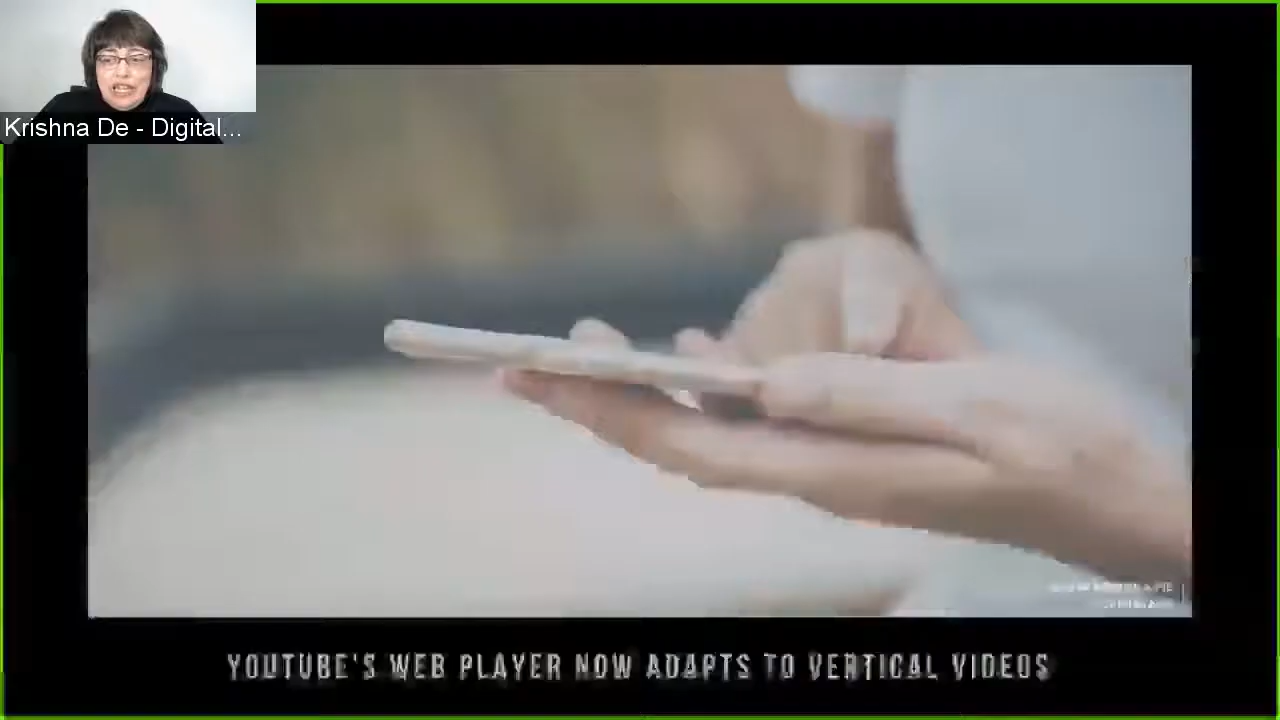 Krishna De - Digital...
YOUTUBE'S WEB PLAYER NOW ADAPTS TO VERTICAL VIDEOS